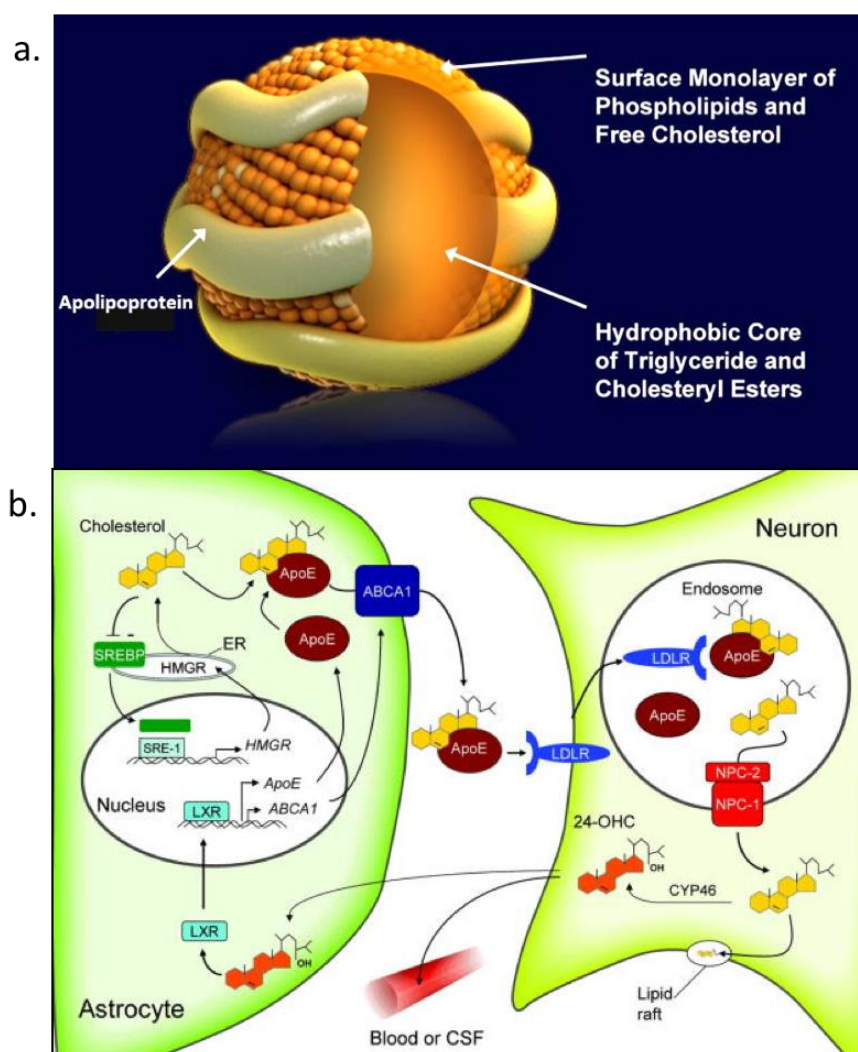 a.
Surface Monolayer of
Phospholipids and
Free Cholesterol
Apolipoprotein
Hydrophobic Core
of Triglyceride and
Cholesteryl Esters
b.
Cholesterol
Neuron
ApoE
ABCA1
Endosome
ApoE
SREBP
ER
HMGR
LDLR
ApoE
ApoE
SRE-1
HMGR
ApoE
LDLR
NPC-2
NPC-1
Nucleus
ApoE
LXR
ABCA1
24-OHC
OH
CYP46
LXR
OH
Astrocyte
Blood or CSF
Lipid
raft